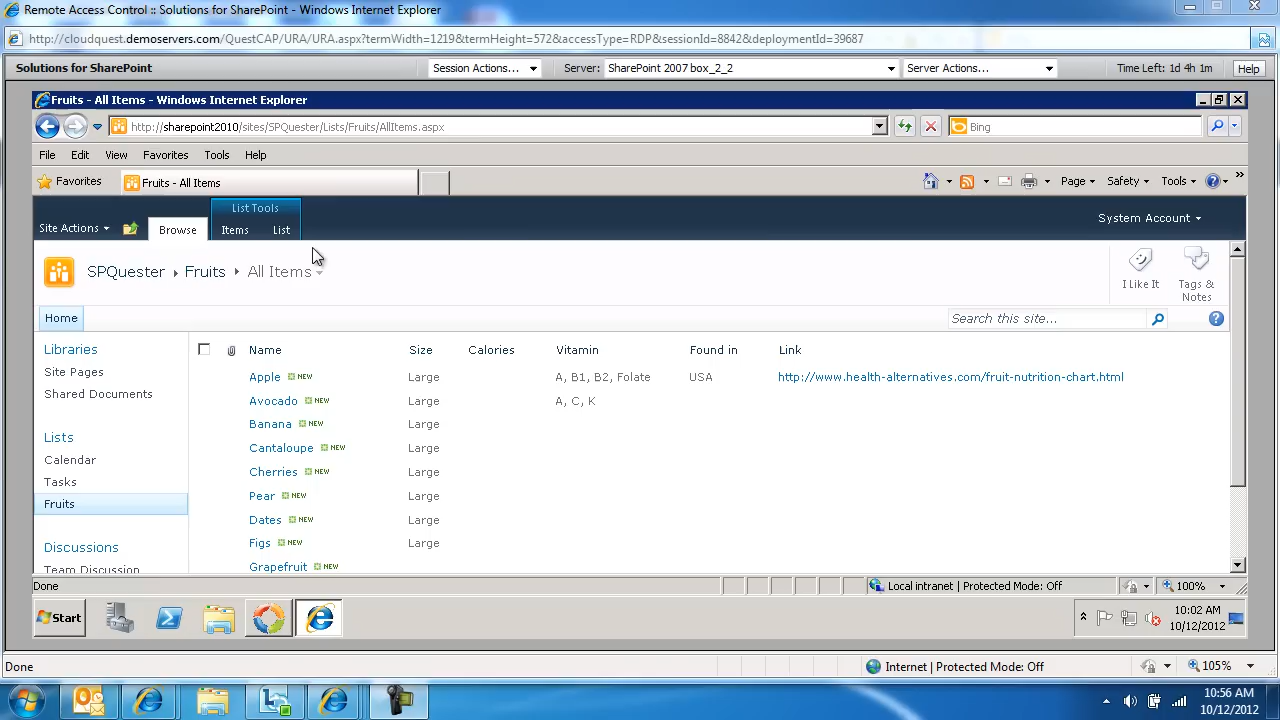 Remote Access Control :: Solutions for SharePoint - Windows Internet Explorer
http://cloudquest.demoservers.com/QuestCAP/URA/URA.aspx?termWidth=1219&termHeight=572&accessType=RDP&sessionId=8842&deploymentId=39687
Solutions for SharePoint Session Actions... Server: SharePoint 2007 box_2_2 Server Actions... Time Left: 1d 4h 1m Help
Fruits - All Items - Windows Internet Explorer
http://sharepoint2010/sites/SPQuester/Lists/Fruits/AllItems.aspx Bing
File Edit View Favorites Tools Help
Favorites Fruits - All Items Page Safety Tools
List Tools
Site Actions Browse Items List System Account
SPQuester Fruits All Items I Like It Tags & Notes
Home Search this site...
Libraries
Site Pages
Shared Documents
Lists
Calendar
Tasks
Fruits
Discussions
Team Discussion
Name Size Calories Vitamin Found in Link
Apple NEW Large A, B1, B2, Folate USA http://www.health-alternatives.com/fruit-nutrition-chart.html
Avocado NEW Large A, C, K
Banana NEW Large
Cantaloupe NEW Large
Cherries NEW Large
Pear NEW Large
Dates NEW Large
Figs NEW Large
Grapefruit NEW
Done Local intranet | Protected Mode: Off 100%
Start 10:02 AM
10/12/2012
Done Internet | Protected Mode: Off 105%
10:56 AM
10/12/2012